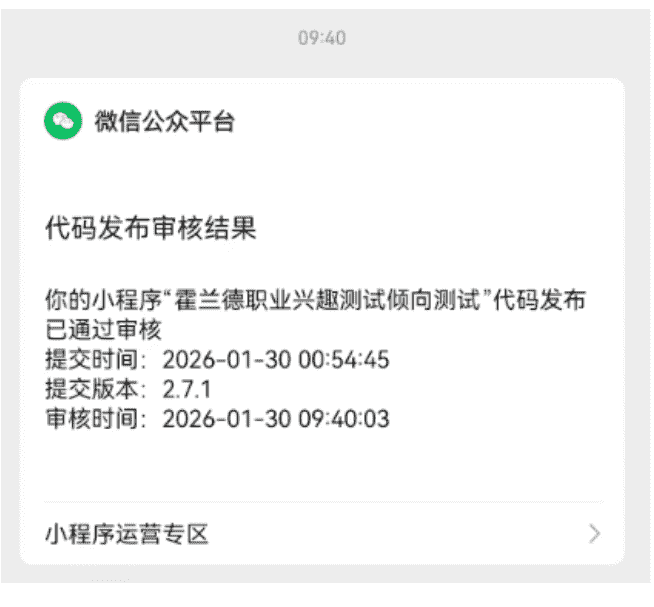 09:40
微信公众平台
代码发布审核结果
你的小程序“霍兰德职业兴趣测试倾向测试”代码发布
已通过审核
提交时间：2026-01-30 00:54:45
提交版本：2.7.1
审核时间：2026-01-30 09:40:03
小程序运营专区